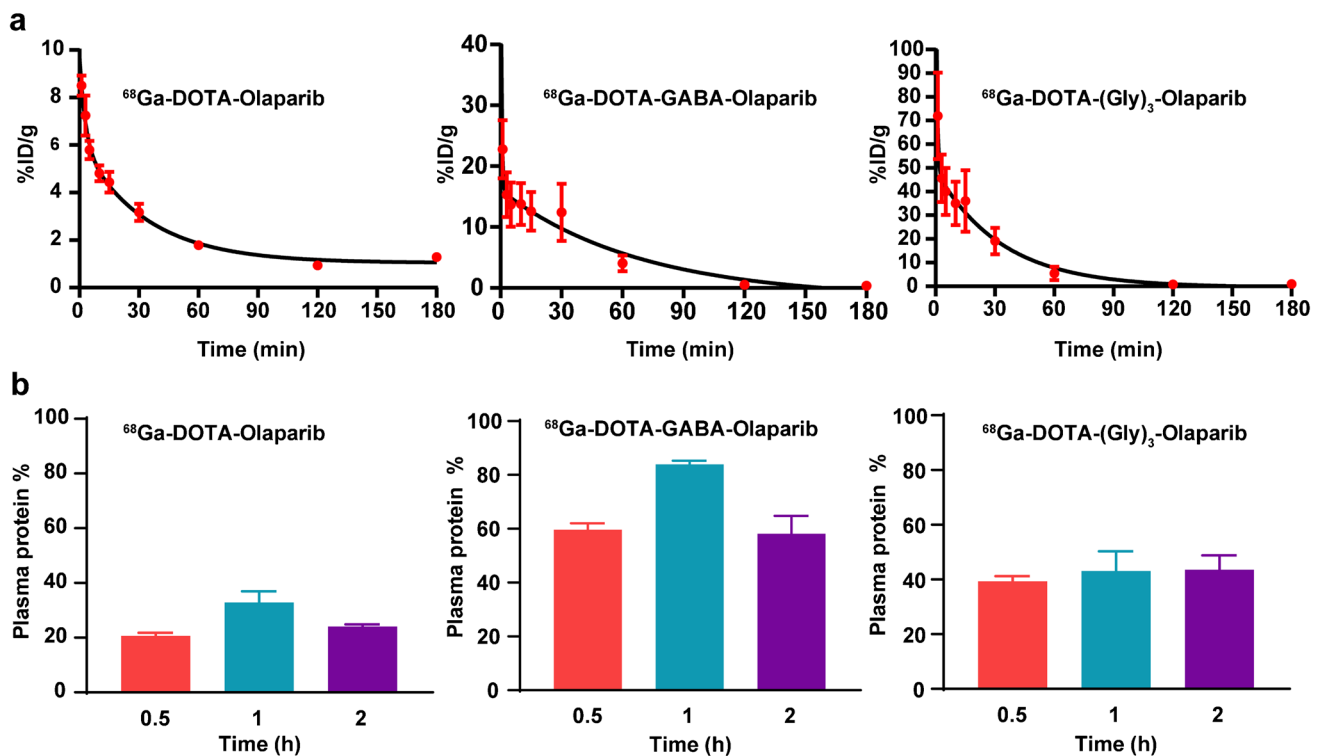 a
⁶⁸Ga-DOTA-Olaparib
%ID/g
10
8
6
4
2
0
0 30 60 90 120 150 180
Time (min)
⁶⁸Ga-DOTA-GABA-Olaparib
%ID/g
40
30
20
10
0
0 30 60 90 120 150 180
Time (min)
⁶⁸Ga-DOTA-(Gly)₃-Olaparib
%ID/g
100
90
80
70
60
50
40
30
20
10
0
0 30 60 90 120 150 180
Time (min)
b
⁶⁸Ga-DOTA-Olaparib
Plasma protein %
100
80
60
40
20
0
0.5 1 2
Time (h)
⁶⁸Ga-DOTA-GABA-Olaparib
Plasma protein %
100
80
60
40
20
0
0.5 1 2
Time (h)
⁶⁸Ga-DOTA-(Gly)₃-Olaparib
Plasma protein %
100
80
60
40
20
0
0.5 1 2
Time (h)